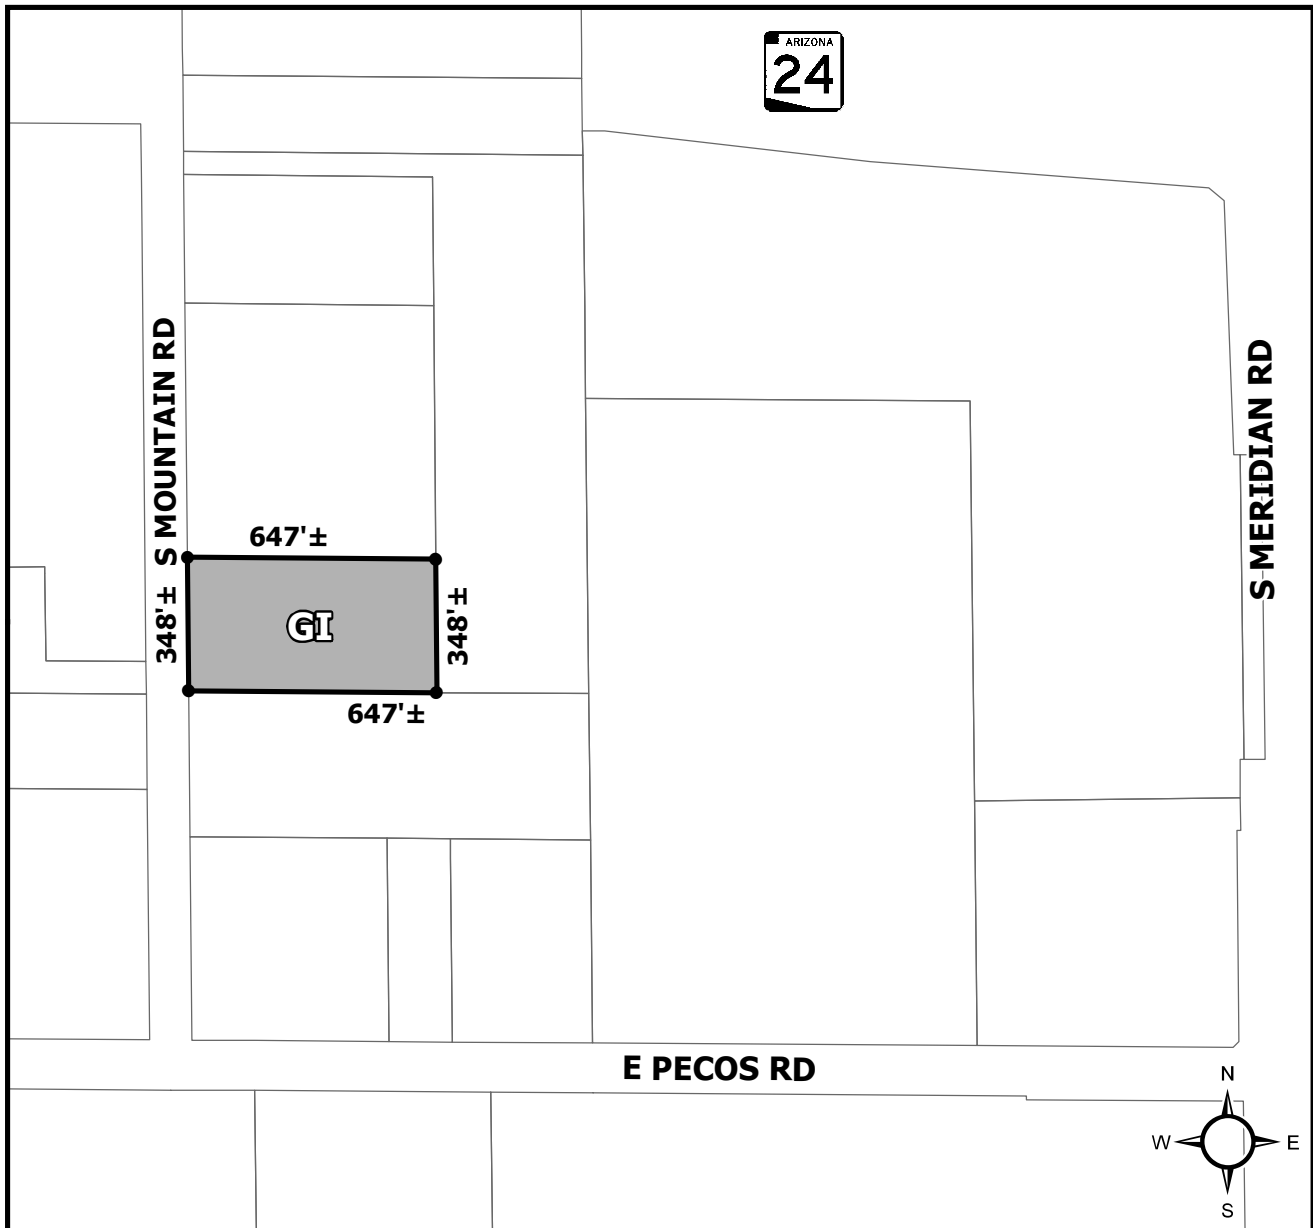 ARIZONA
24
S MOUNTAIN RD
S MERIDIAN RD
647'±
348'±
GI
348'±
647'±
E PECOS RD
N
W
E
S